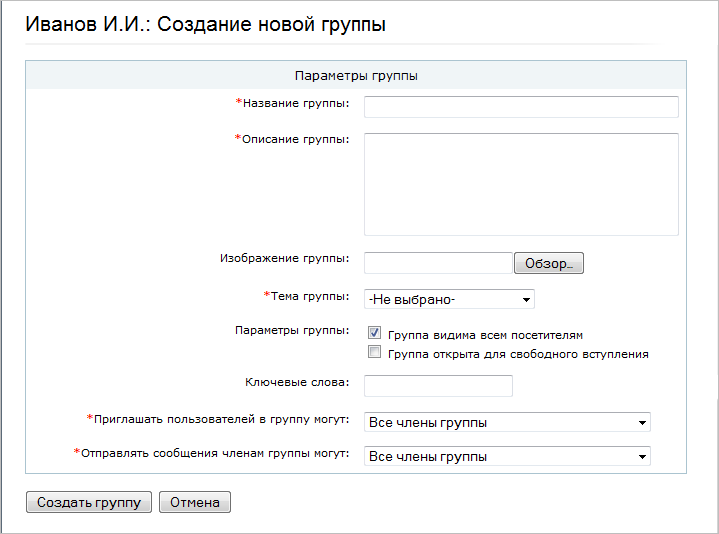 Иванов И.И.: Создание новой группы
Параметры группы
*Название группы:
*Описание группы:
Изображение группы: Обзор...
*Тема группы: -Не выбрано-
Параметры группы: Группа видима всем посетителям
Группа открыта для свободного вступления
Ключевые слова:
*Приглашать пользователей в группу могут: Все члены группы
*Отправлять сообщения членам группы могут: Все члены группы
Создать группу Отмена